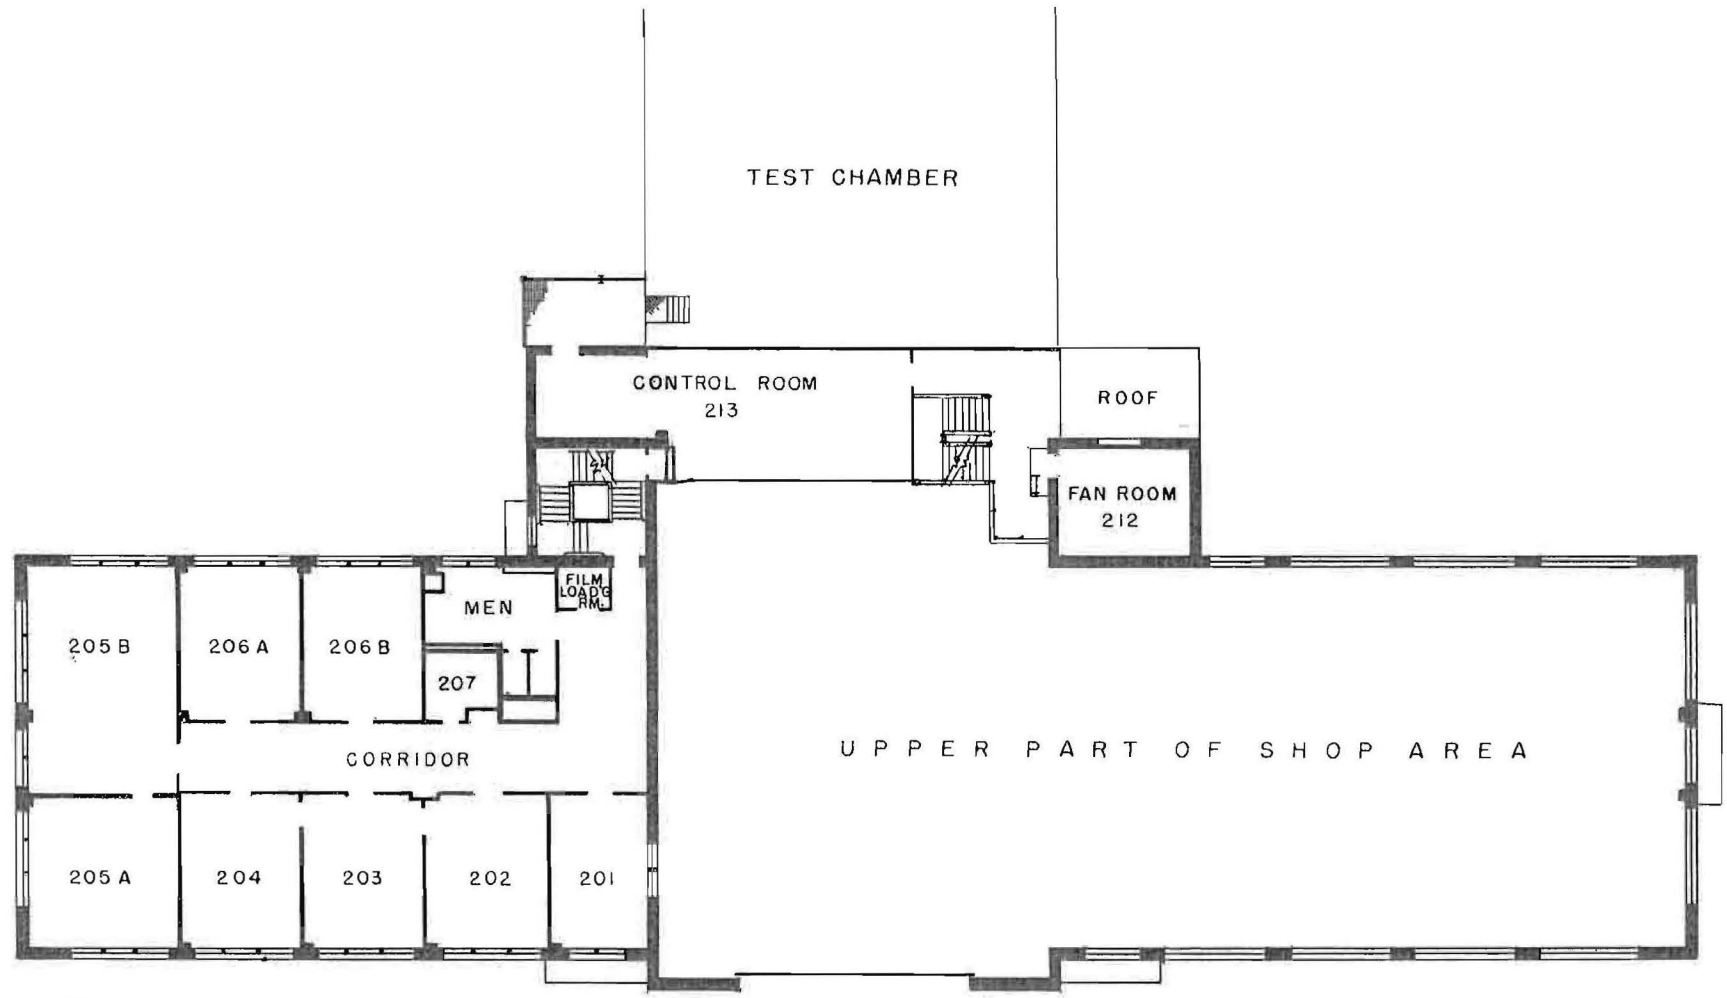 TEST CHAMBER
CONTROL ROOM
213
ROOF
FAN ROOM
212
FILM
LOAD'G
RM.
MEN
205 B
206 A
206 B
207
CORRIDOR
UPPER PART OF SHOP AREA
205 A
204
203
202
201